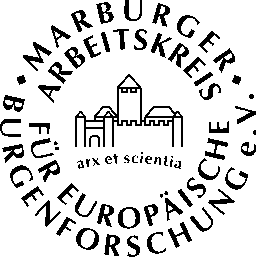 MARBURGER
ARBEITSKREIS
FÜR EUROPÄISCHE
BURGENFORSCHUNG e.V.
arx et scientia